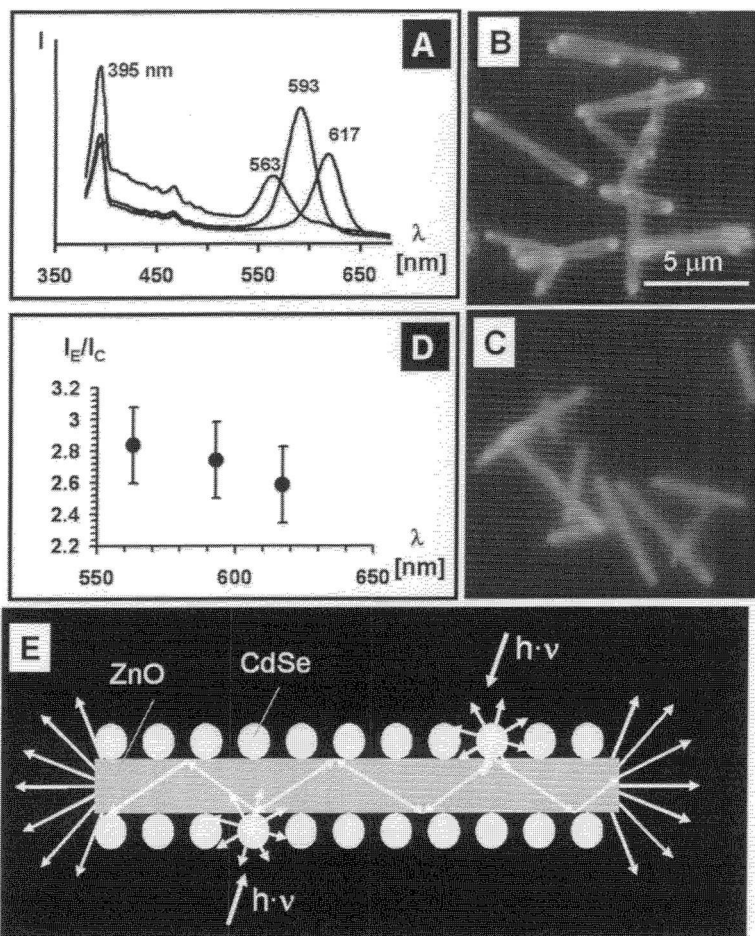 A
I
395 nm
593
617
563
λ
[nm]
350 450 550 650
B
5 μm
D
I_E/I_C
3.2
3
2.8
2.6
2.4
2.2
550 600 650
λ
[nm]
C
E
ZnO
CdSe
h·ν
h·ν